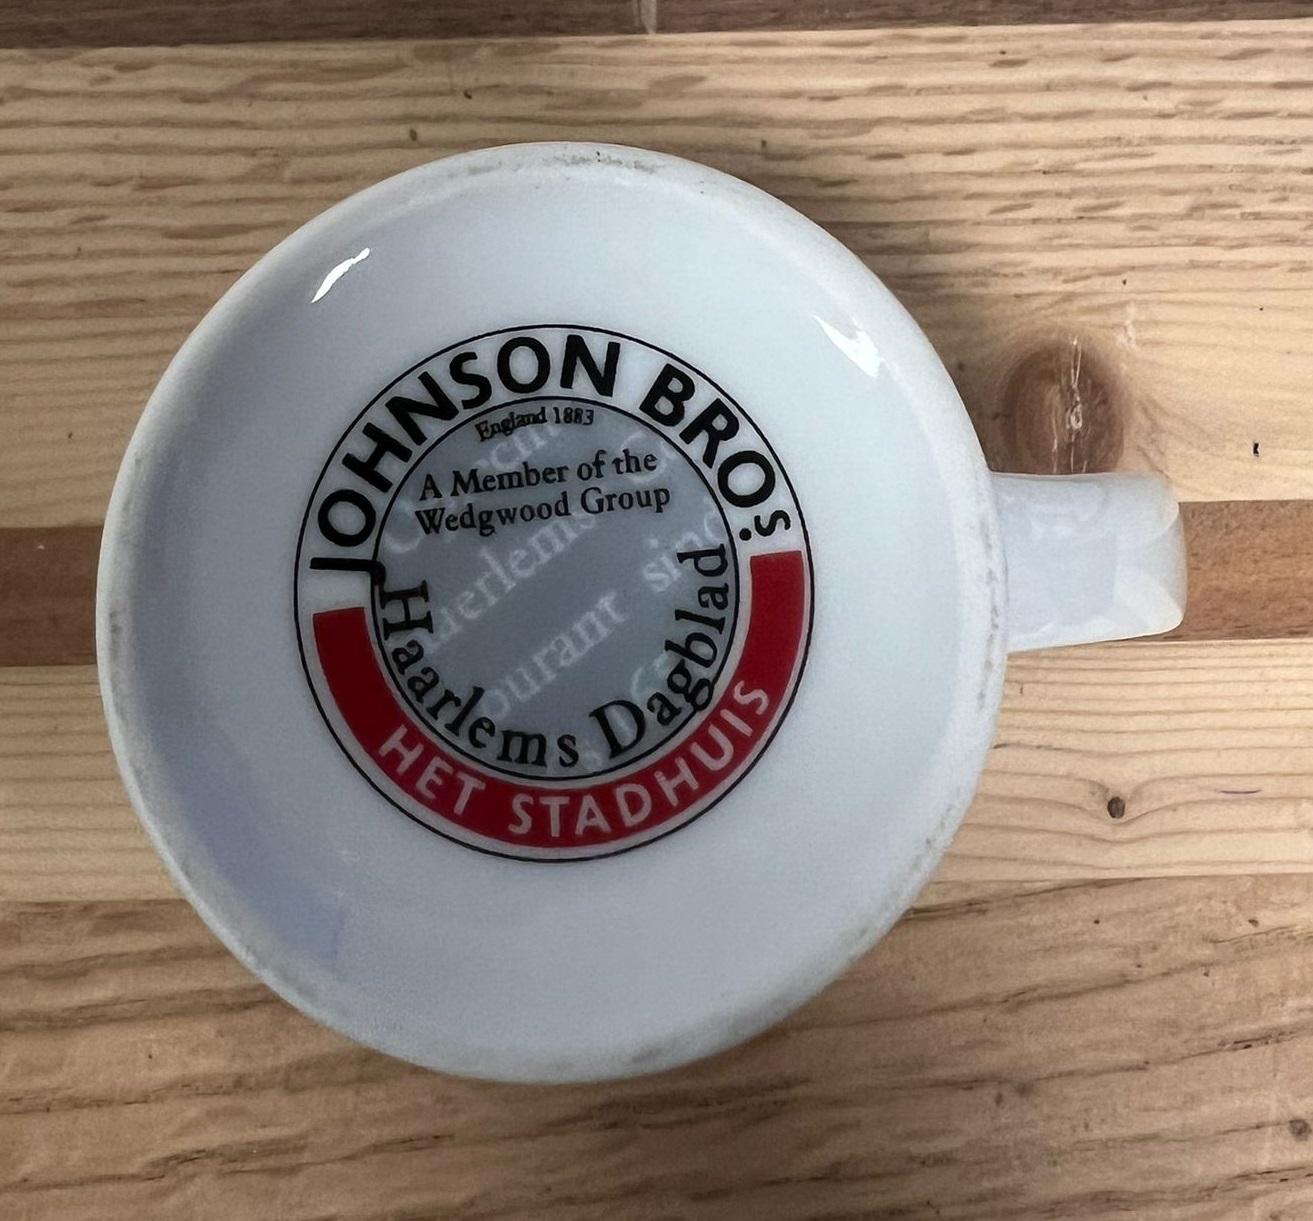 JOHNSON BROS.
England 1883
A Member of the
Wedgwood Group
Haarlems Dagblad
HET STADHUIS